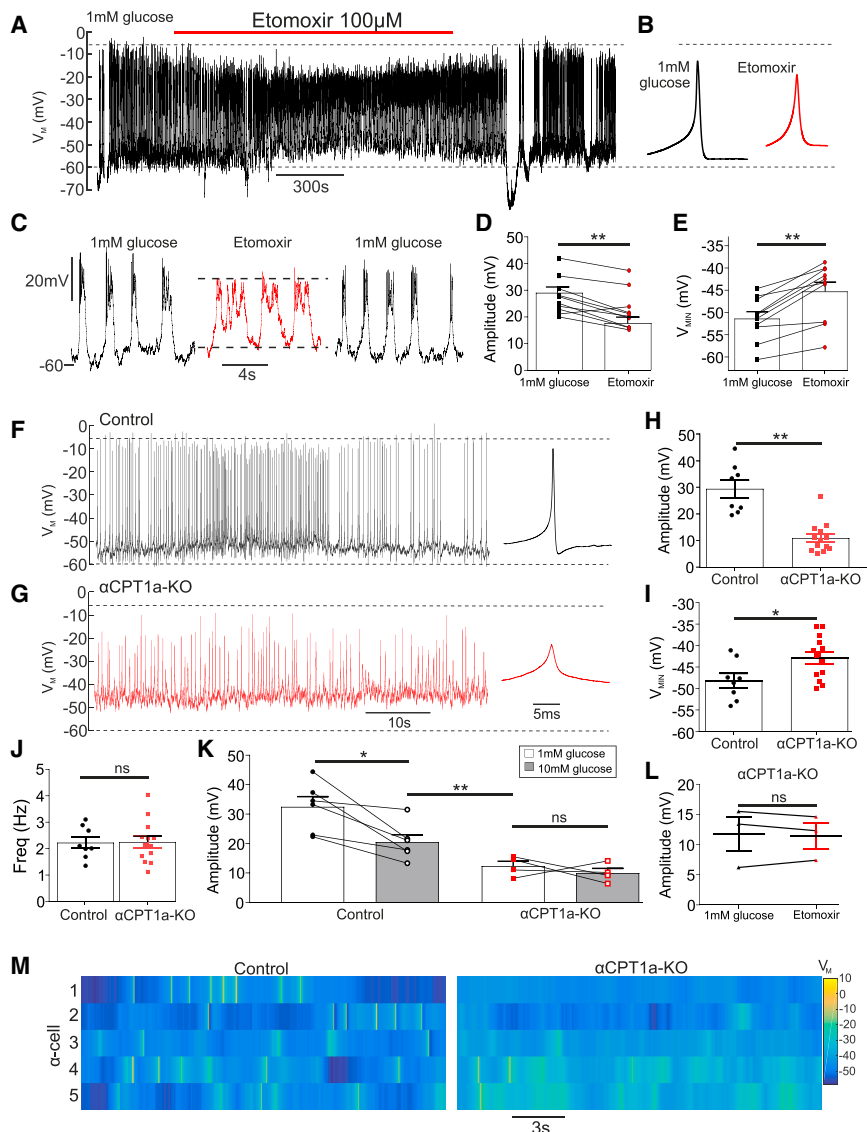 A
1mM glucose
Etomoxir 100µM
0
-10
-20
-30
-40
-50
-60
-70
V_M (mV)
300s
B
1mM glucose
Etomoxir
C
1mM glucose
Etomoxir
1mM glucose
20mV
-60
4s
D
**
50
40
30
20
10
0
Amplitude (mV)
1mM glucose
Etomoxir
E
**
-35
-40
-45
-50
-55
-60
V_MIN (mV)
1mM glucose
Etomoxir
F
Control
0
-10
-20
-30
-40
-50
-60
V_M (mV)
G
αCPT1a-KO
0
-10
-20
-30
-40
-50
-60
V_M (mV)
10s
5ms
H
**
50
40
30
20
10
0
Amplitude (mV)
Control
αCPT1a-KO
I
*
-30
-35
-40
-45
-50
-55
-60
V_MIN (mV)
Control
αCPT1a-KO
J
ns
5
4
3
2
1
0
Freq (Hz)
Control
αCPT1a-KO
K
1mM glucose
10mM glucose
*
**
ns
50
40
30
20
10
0
Amplitude (mV)
Control
αCPT1a-KO
L
αCPT1a-KO
ns
20
15
10
5
0
Amplitude (mV)
1mM glucose
Etomoxir
M
Control
αCPT1a-KO
V_M
1
2
3
4
5
α-cell
10
0
-10
-20
-30
-40
-50
3s